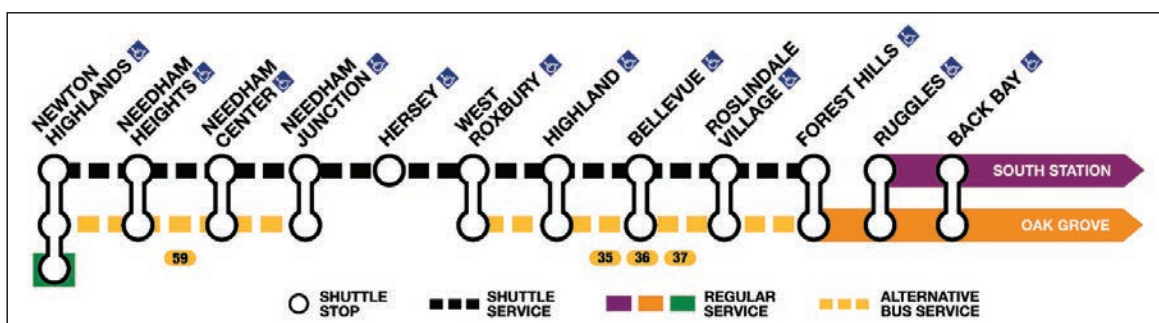 NEWTON
HIGHLANDS
NEEDHAM
HEIGHTS
NEEDHAM
CENTER
NEEDHAM
JUNCTION
HERSEY
WEST
ROXBURY
HIGHLAND
BELLEVUE
ROSLINDALE
VILLAGE
FOREST HILLS
RUGGLES
BACK BAY
SOUTH STATION
OAK GROVE
59
35
36
37
SHUTTLE
STOP
SHUTTLE
SERVICE
REGULAR
SERVICE
ALTERNATIVE
BUS SERVICE